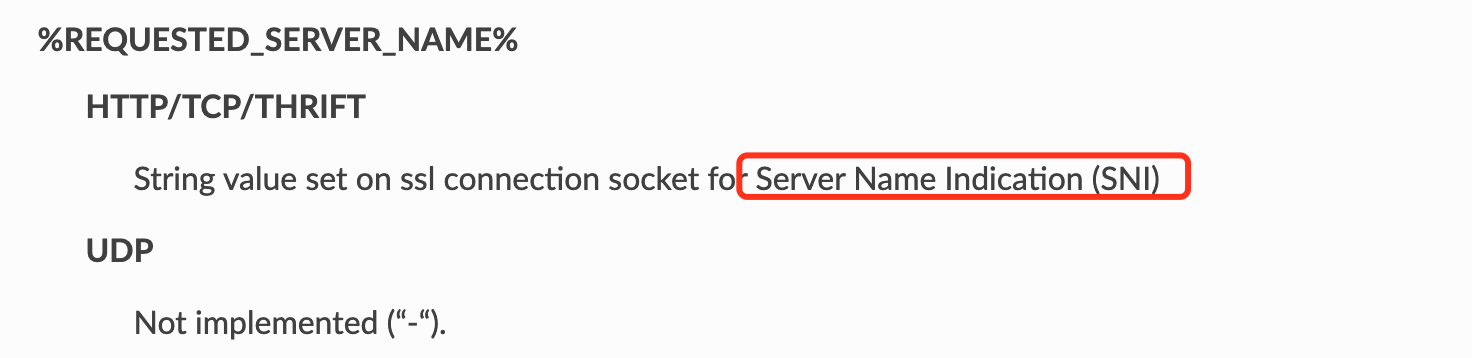 %REQUESTED_SERVER_NAME%
HTTP/TCP/THRIFT
String value set on ssl connection socket for Server Name Indication (SNI)
UDP
Not implemented (“-“).